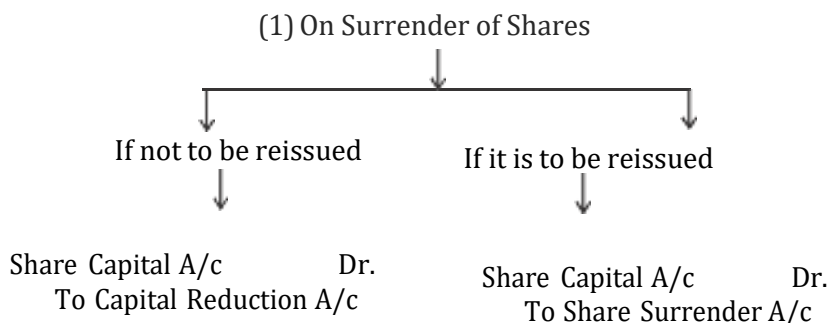 (1) On Surrender of Shares
If not to be reissued
If it is to be reissued
Share Capital A/c Dr.
To Capital Reduction A/c
Share Capital A/c Dr.
To Share Surrender A/c